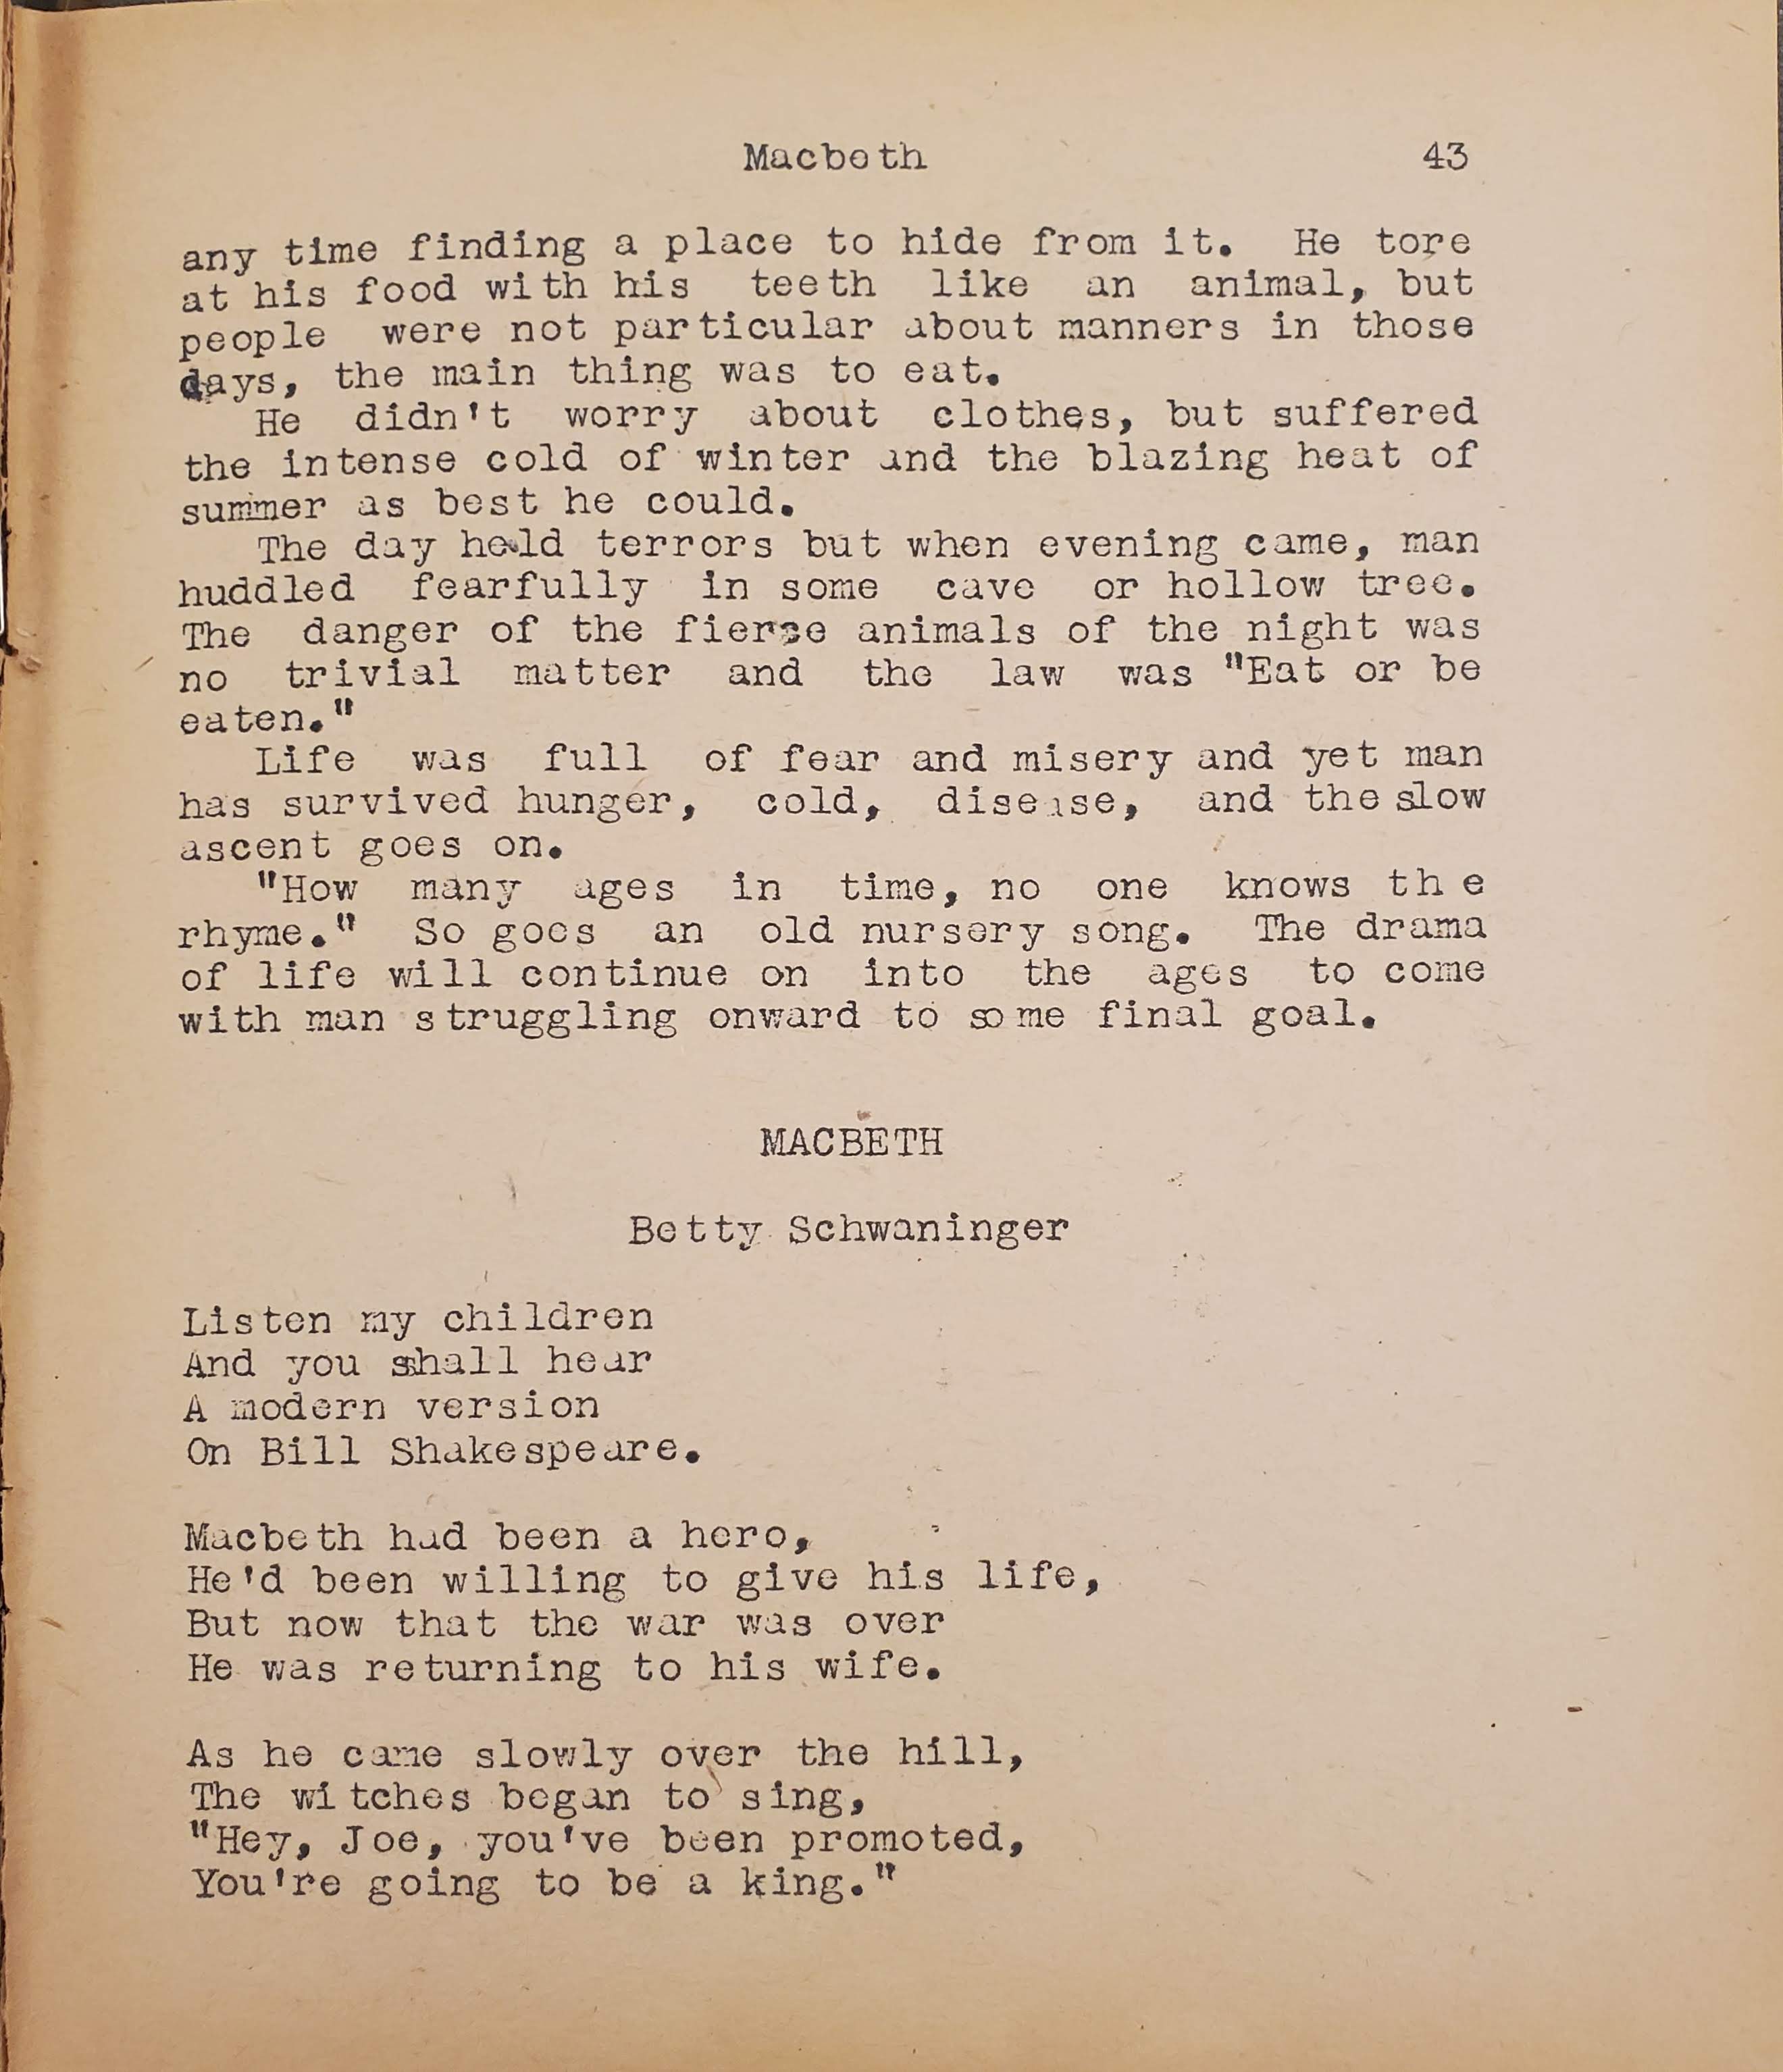 Macbeth 43
any time finding a place to hide from it. He tore
at his food with his teeth like an animal, but
people were not particular about manners in those
days, the main thing was to eat.
He didn't worry about clothes, but suffered
the intense cold of winter and the blazing heat of
summer as best he could.
The day held terrors but when evening came, man
huddled fearfully in some cave or hollow tree.
The danger of the fierce animals of the night was
no trivial matter and the law was "Eat or be
eaten."
Life was full of fear and misery and yet man
has survived hunger, cold, disease, and the slow
ascent goes on.
"How many ages in time, no one knows the
rhyme." So goes an old nursery song. The drama
of life will continue on into the ages to come
with man struggling onward to some final goal.
MACBETH
Betty Schwaninger
Listen my children
And you shall hear
A modern version
On Bill Shakespeare.
Macbeth had been a hero,
He'd been willing to give his life,
But now that the war was over
He was returning to his wife.
As he came slowly over the hill,
The witches began to sing,
"Hey, Joe, you've been promoted,
You're going to be a king."